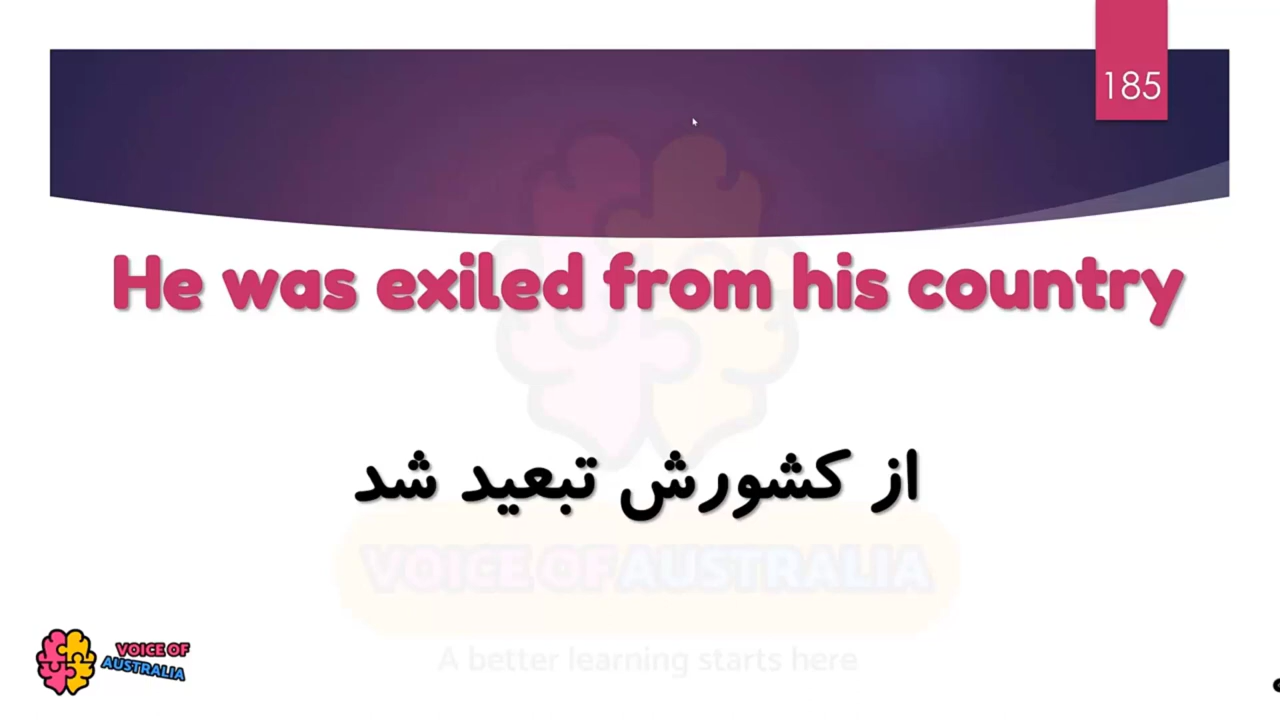 185
He was exiled from his country
از کشورش تبعید شد
VOICE OF AUSTRALIA
A better learning starts here
VOICE OF
AUSTRALIA